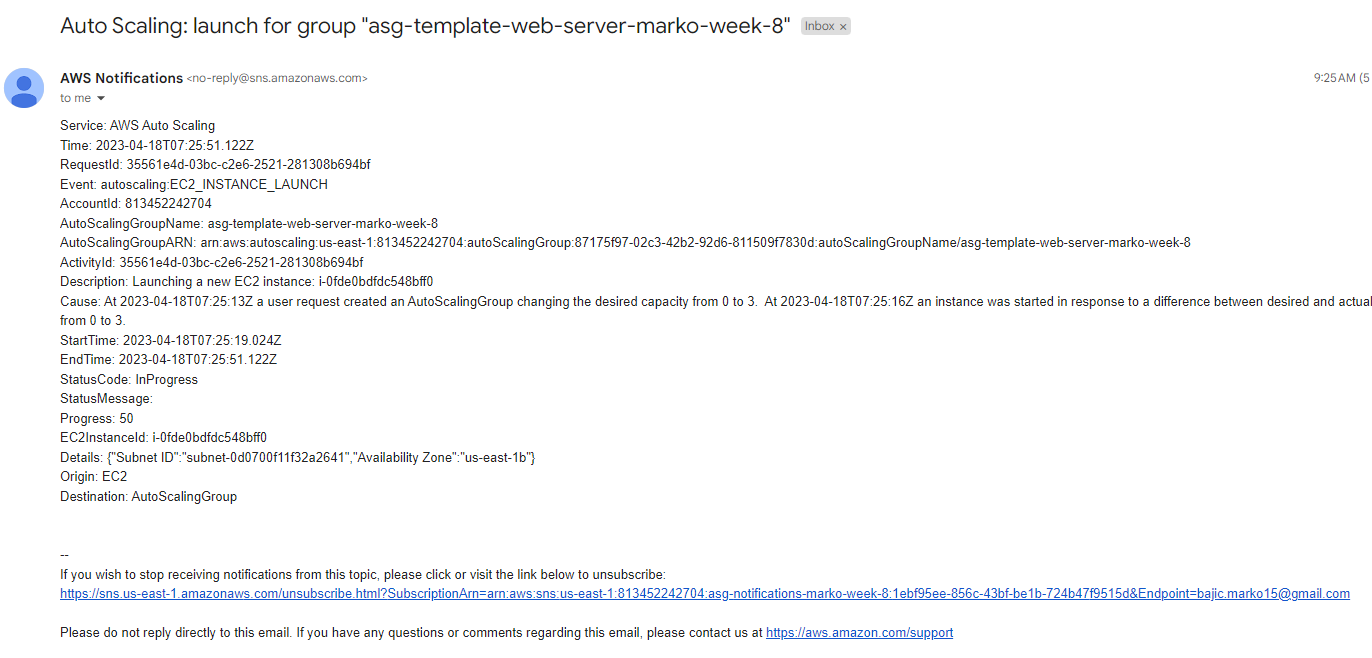 Auto Scaling: launch for group "asg-template-web-server-marko-week-8" Inbox ×
AWS Notifications <no-reply@sns.amazonaws.com> 9:25 AM (5
to me
Service: AWS Auto Scaling
Time: 2023-04-18T07:25:51.122Z
RequestId: 35561e4d-03bc-c2e6-2521-281308b694bf
Event: autoscaling:EC2_INSTANCE_LAUNCH
AccountId: 813452242704
AutoScalingGroupName: asg-template-web-server-marko-week-8
AutoScalingGroupARN: arn:aws:autoscaling:us-east-1:813452242704:autoScalingGroup:87175f97-02c3-42b2-92d6-811509f7830d:autoScalingGroupName/asg-template-web-server-marko-week-8
ActivityId: 35561e4d-03bc-c2e6-2521-281308b694bf
Description: Launching a new EC2 instance: i-0fde0bdfdc548bff0
Cause: At 2023-04-18T07:25:13Z a user request created an AutoScalingGroup changing the desired capacity from 0 to 3.  At 2023-04-18T07:25:16Z an instance was started in response to a difference between desired and actual
from 0 to 3.
StartTime: 2023-04-18T07:25:19.024Z
EndTime: 2023-04-18T07:25:51.122Z
StatusCode: InProgress
StatusMessage:
Progress: 50
EC2InstanceId: i-0fde0bdfdc548bff0
Details: {"Subnet ID":"subnet-0d0700f11f32a2641","Availability Zone":"us-east-1b"}
Origin: EC2
Destination: AutoScalingGroup
--
If you wish to stop receiving notifications from this topic, please click or visit the link below to unsubscribe:
https://sns.us-east-1.amazonaws.com/unsubscribe.html?SubscriptionArn=arn:aws:sns:us-east-1:813452242704:asg-notifications-marko-week-8:1ebf95ee-856c-43bf-be1b-724b47f9515d&Endpoint=bajic.marko15@gmail.com
Please do not reply directly to this email. If you have any questions or comments regarding this email, please contact us at https://aws.amazon.com/support